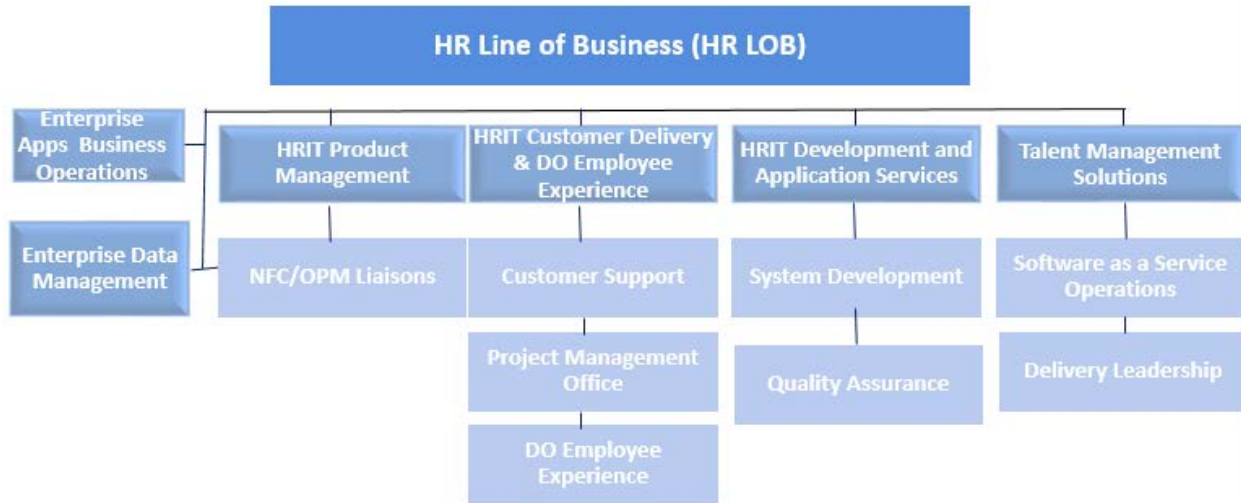 HR Line of Business (HR LOB)
Enterprise
Apps Business
Operations
HRIT Product
Management
HRIT Customer Delivery
& DO Employee
Experience
HRIT Development and
Application Services
Talent Management
Solutions
Enterprise Data
Management
NFC/OPM Liaisons
Customer Support
System Development
Software as a Service
Operations
Project Management
Office
Quality Assurance
Delivery Leadership
DO Employee
Experience